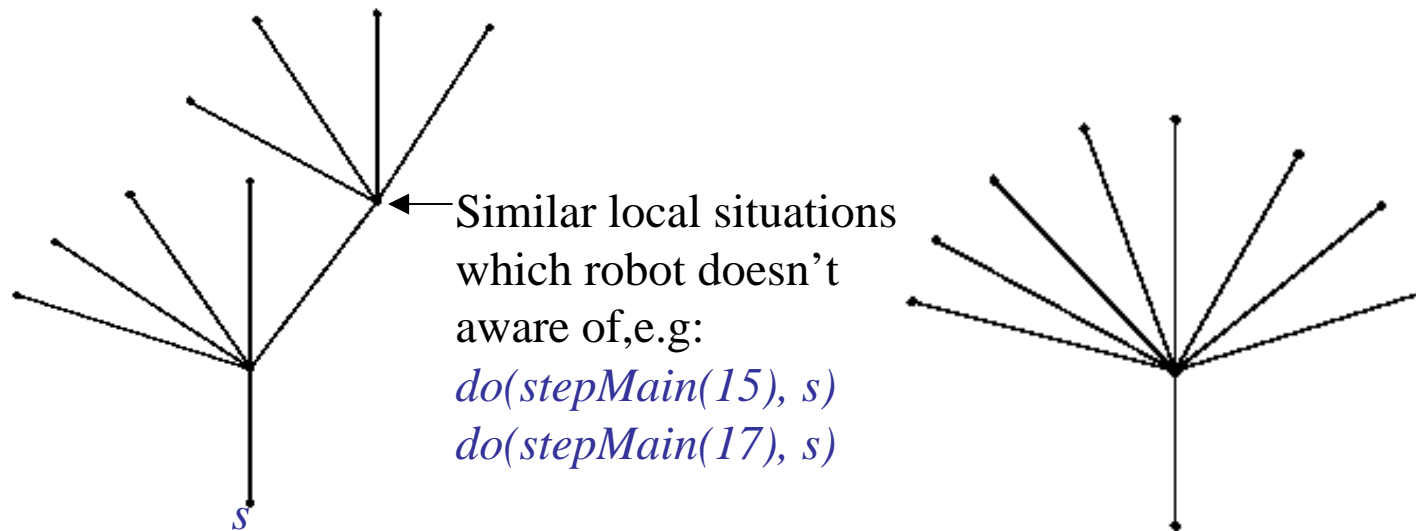 Similar local situations
which robot doesn’t
aware of,e.g:
do(stepMain(15), s)
do(stepMain(17), s)
s